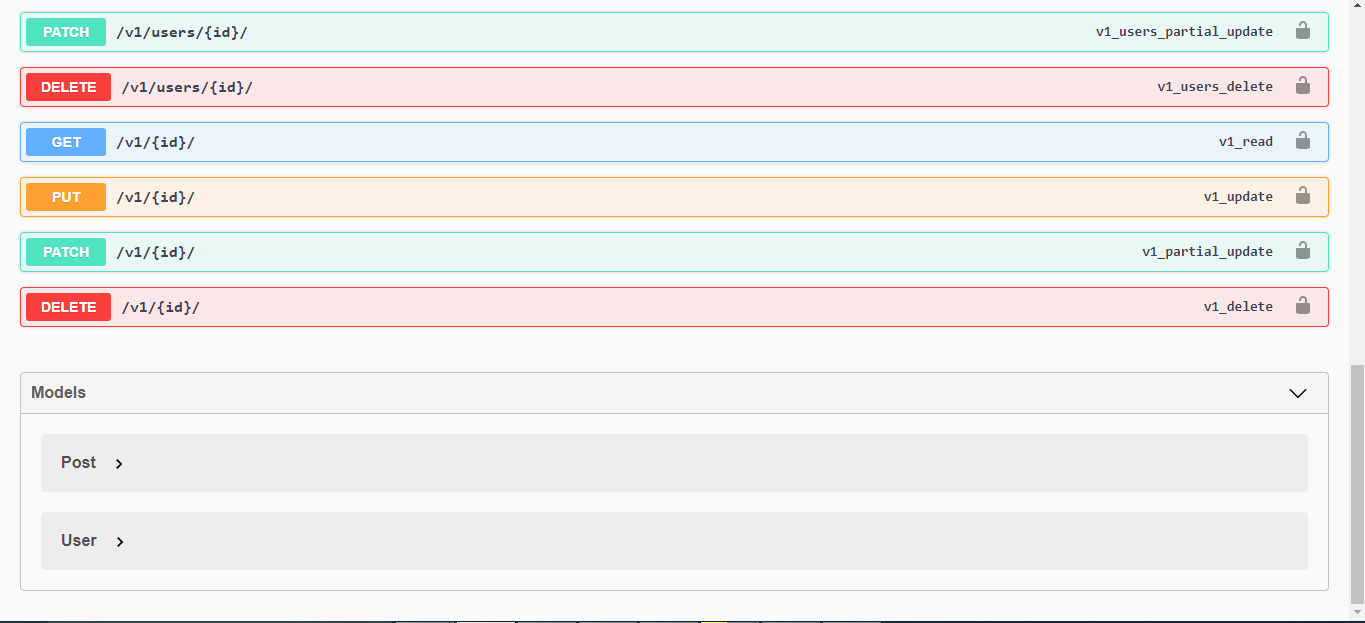 PATCH /v1/users/{id}/ v1_users_partial_update
DELETE /v1/users/{id}/ v1_users_delete
GET /v1/{id}/ v1_read
PUT /v1/{id}/ v1_update
PATCH /v1/{id}/ v1_partial_update
DELETE /v1/{id}/ v1_delete
Models
Post
User